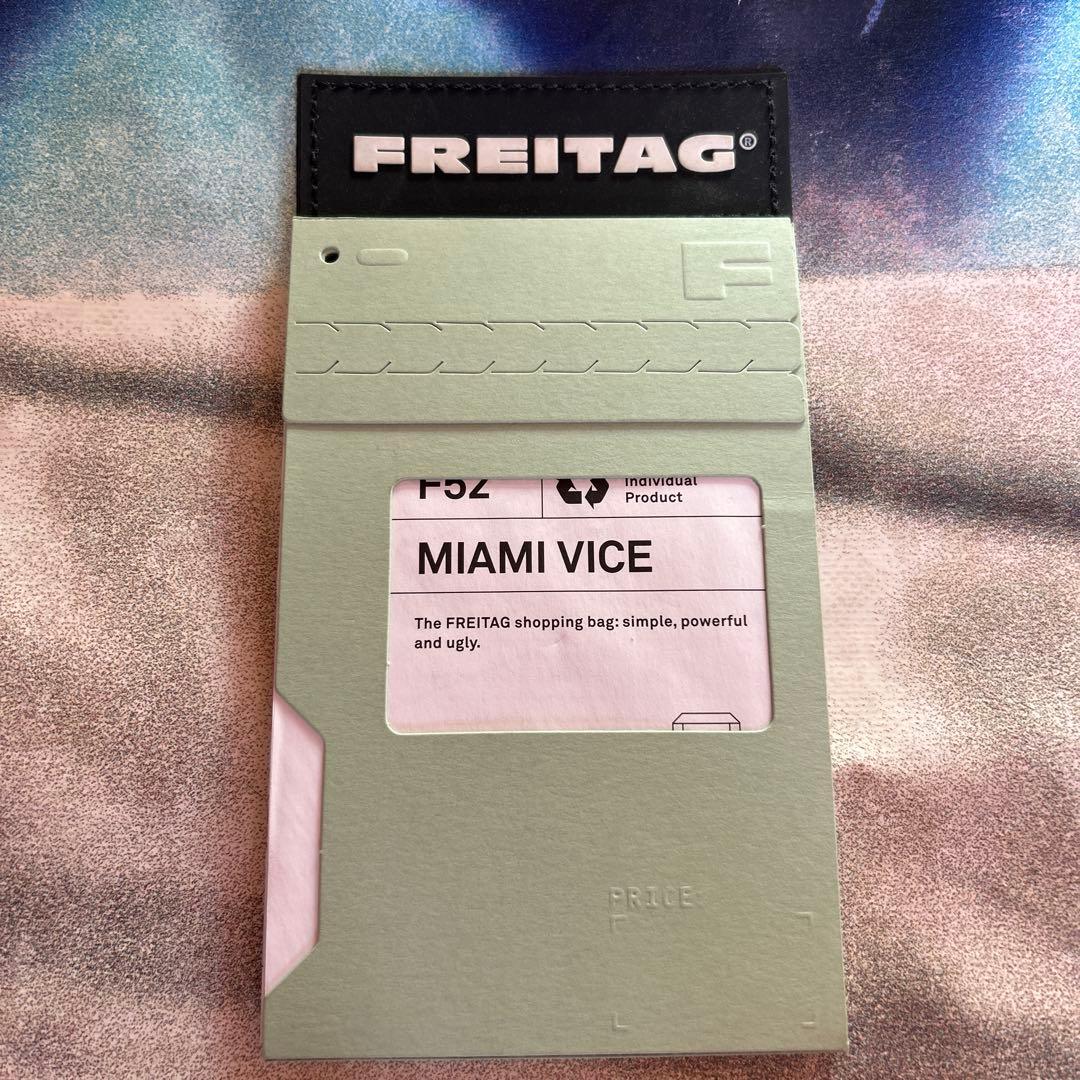 FREITAG®
F
F52
Individual
Product
MIAMI VICE
The FREITAG shopping bag: simple, powerful
and ugly.
PRICE